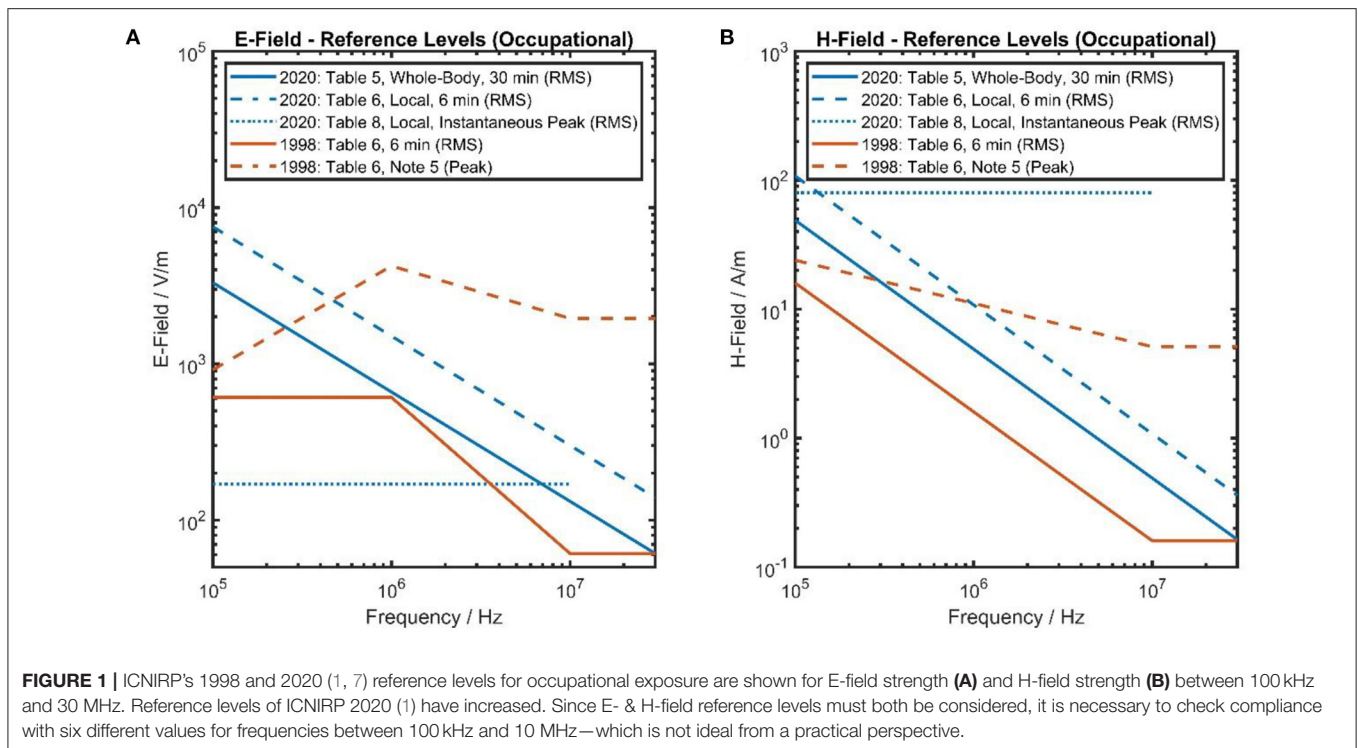 A
E-Field - Reference Levels (Occupational)
2020: Table 5, Whole-Body, 30 min (RMS)
2020: Table 6, Local, 6 min (RMS)
2020: Table 8, Local, Instantaneous Peak (RMS)
1998: Table 6, 6 min (RMS)
1998: Table 6, Note 5 (Peak)
10^5
10^4
10^3
10^2
E-Field / V/m
10^5 10^6 10^7
Frequency / Hz
B
H-Field - Reference Levels (Occupational)
2020: Table 5, Whole-Body, 30 min (RMS)
2020: Table 6, Local, 6 min (RMS)
2020: Table 8, Local, Instantaneous Peak (RMS)
1998: Table 6, 6 min (RMS)
1998: Table 6, Note 5 (Peak)
10^3
10^2
10^1
10^0
10^-1
H-Field / A/m
10^5 10^6 10^7
Frequency / Hz
FIGURE 1 | ICNIRP's 1998 and 2020 (1, 7) reference levels for occupational exposure are shown for E-field strength (A) and H-field strength (B) between 100 kHz
and 30 MHz. Reference levels of ICNIRP 2020 (1) have increased. Since E- & H-field reference levels must both be considered, it is necessary to check compliance
with six different values for frequencies between 100 kHz and 10 MHz—which is not ideal from a practical perspective.